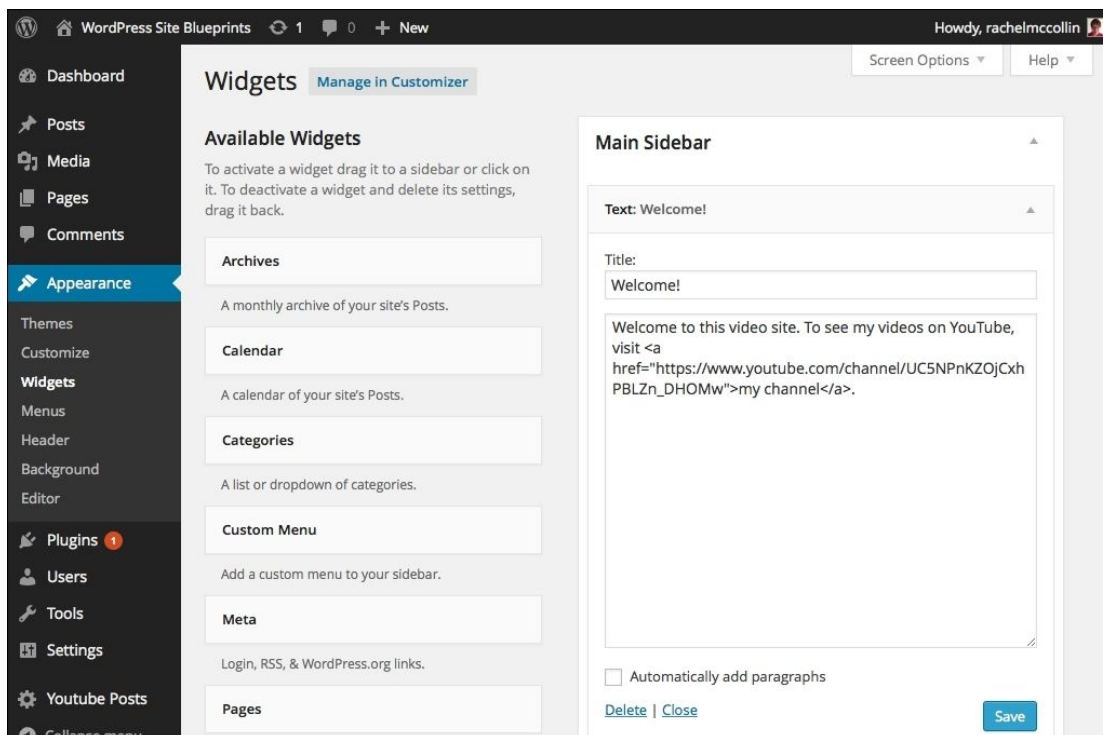 WordPress Site Blueprints 1 0 + New Howdy, rachelmccollin
Screen Options Help
Dashboard
Posts
Media
Pages
Comments
Appearance
Themes
Customize
Widgets
Menus
Header
Background
Editor
Plugins 1
Users
Tools
Settings
Youtube Posts
Collapse menu
Widgets Manage in Customizer
Available Widgets
To activate a widget drag it to a sidebar or click on
it. To deactivate a widget and delete its settings,
drag it back.
Archives
A monthly archive of your site's Posts.
Calendar
A calendar of your site's Posts.
Categories
A list or dropdown of categories.
Custom Menu
Add a custom menu to your sidebar.
Meta
Login, RSS, & WordPress.org links.
Pages
Main Sidebar
Text: Welcome!
Title:
Welcome!
Welcome to this video site. To see my videos on YouTube,
visit <a
href="https://www.youtube.com/channel/UC5NPnKZOjCxh
PBLZn_DHOMw">my channel</a>.
Automatically add paragraphs
Delete | Close
Save